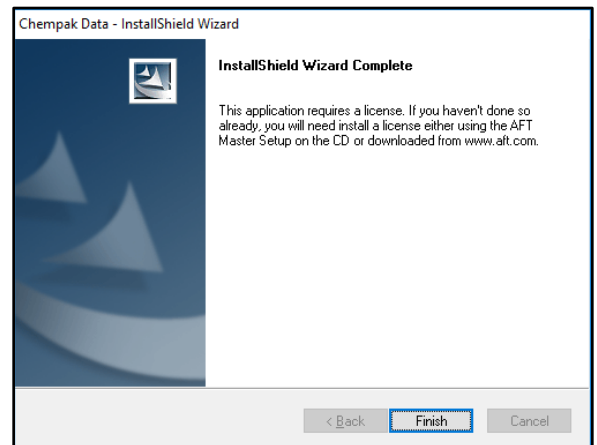 Chempak Data - InstallShield Wizard
InstallShield Wizard Complete
This application requires a license. If you haven't done so
already, you will need install a license either using the AFT
Master Setup on the CD or downloaded from www.aft.com.
< Back
Finish
Cancel